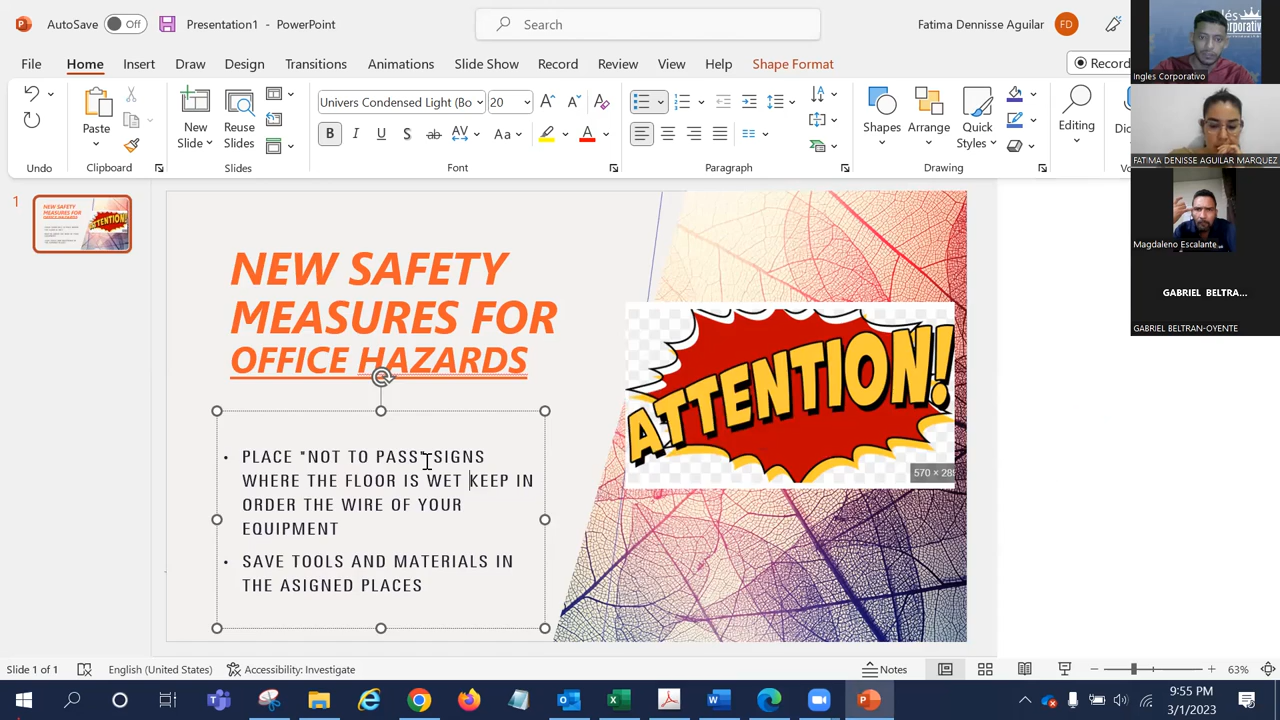 AutoSave Off Presentation1 - PowerPoint Search Fatima Dennisse Aguilar FD
File Home Insert Draw Design Transitions Animations Slide Show Record Review View Help Shape Format Record
Univers Condensed Light (Bo 20
Paste New Slide Reuse Slides Shapes Arrange Quick Styles Editing
Undo Clipboard Slides Font Paragraph Drawing
Ingles Corporativo
FATIMA DENISSE AGUILAR MARQUEZ
Magdaleno Escalante
GABRIEL BELTRA...
GABRIEL BELTRAN-OYENTE
1
NEW SAFETY
MEASURES FOR
OFFICE HAZARDS
ATTENTION!
570 × 28
• PLACE "NOT TO PASS" SIGNS
WHERE THE FLOOR IS WET KEEP IN
ORDER THE WIRE OF YOUR
EQUIPMENT
• SAVE TOOLS AND MATERIALS IN
THE ASIGNED PLACES
Slide 1 of 1 English (United States) Accessibility: Investigate Notes 63%
9:55 PM
3/1/2023